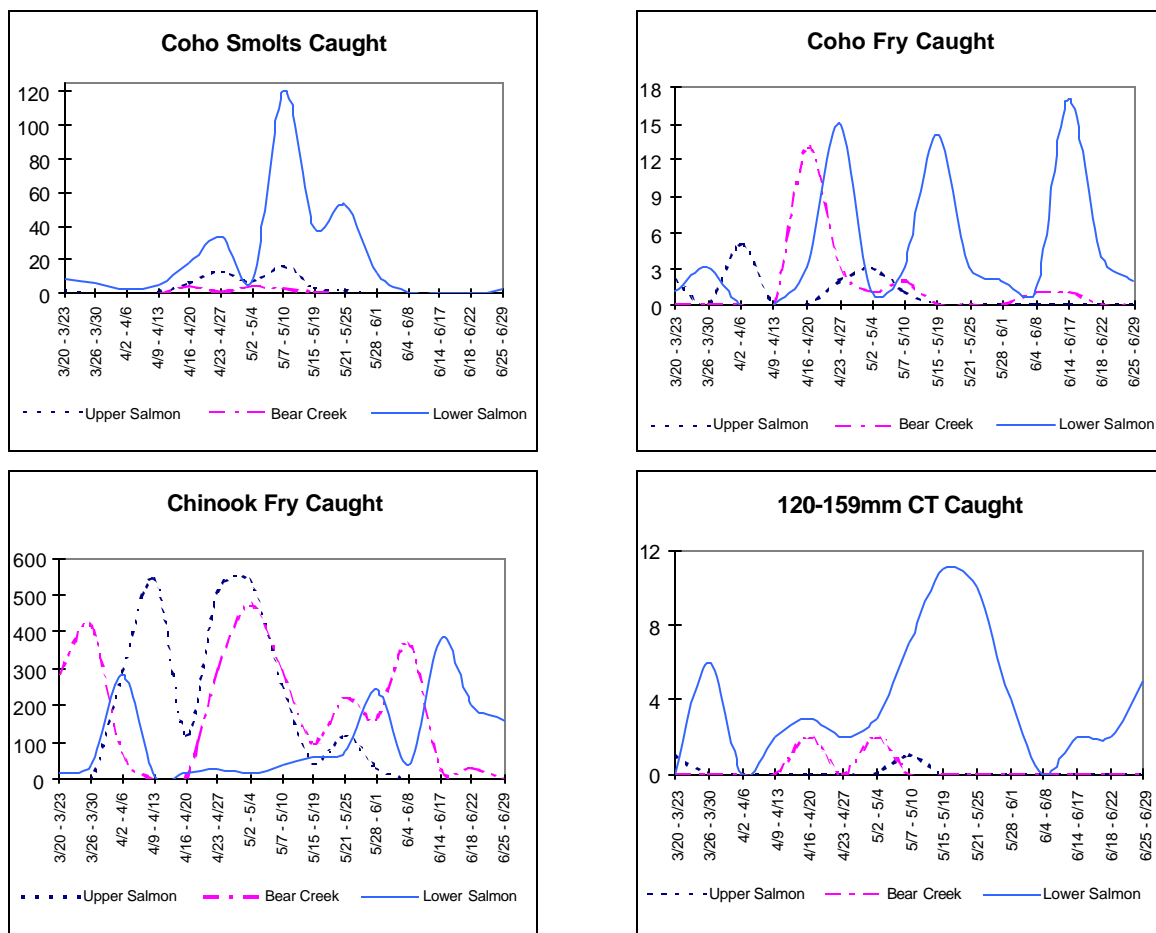 Coho Smolts Caught
120
100
80
60
40
20
0
3/20 - 3/23
3/26 - 3/30
4/2 - 4/6
4/9 - 4/13
4/16 - 4/20
4/23 - 4/27
5/2 - 5/4
5/7 - 5/10
5/15 - 5/19
5/21 - 5/25
5/28 - 6/1
6/4 - 6/8
6/14 - 6/17
6/18 - 6/22
6/25 - 6/29
Upper Salmon Bear Creek Lower Salmon
Coho Fry Caught
18
15
12
9
6
3
0
3/20 - 3/23
3/26 - 3/30
4/2 - 4/6
4/9 - 4/13
4/16 - 4/20
4/23 - 4/27
5/2 - 5/4
5/7 - 5/10
5/15 - 5/19
5/21 - 5/25
5/28 - 6/1
6/4 - 6/8
6/14 - 6/17
6/18 - 6/22
6/25 - 6/29
Upper Salmon Bear Creek Lower Salmon
Chinook Fry Caught
600
500
400
300
200
100
0
3/20 - 3/23
3/26 - 3/30
4/2 - 4/6
4/9 - 4/13
4/16 - 4/20
4/23 - 4/27
5/2 - 5/4
5/7 - 5/10
5/15 - 5/19
5/21 - 5/25
5/28 - 6/1
6/4 - 6/8
6/14 - 6/17
6/18 - 6/22
6/25 - 6/29
Upper Salmon Bear Creek Lower Salmon
120-159mm CT Caught
12
8
4
0
3/20 - 3/23
3/26 - 3/30
4/2 - 4/6
4/9 - 4/13
4/16 - 4/20
4/23 - 4/27
5/2 - 5/4
5/7 - 5/10
5/15 - 5/19
5/21 - 5/25
5/28 - 6/1
6/4 - 6/8
6/14 - 6/17
6/18 - 6/22
6/25 - 6/29
Upper Salmon Bear Creek Lower Salmon